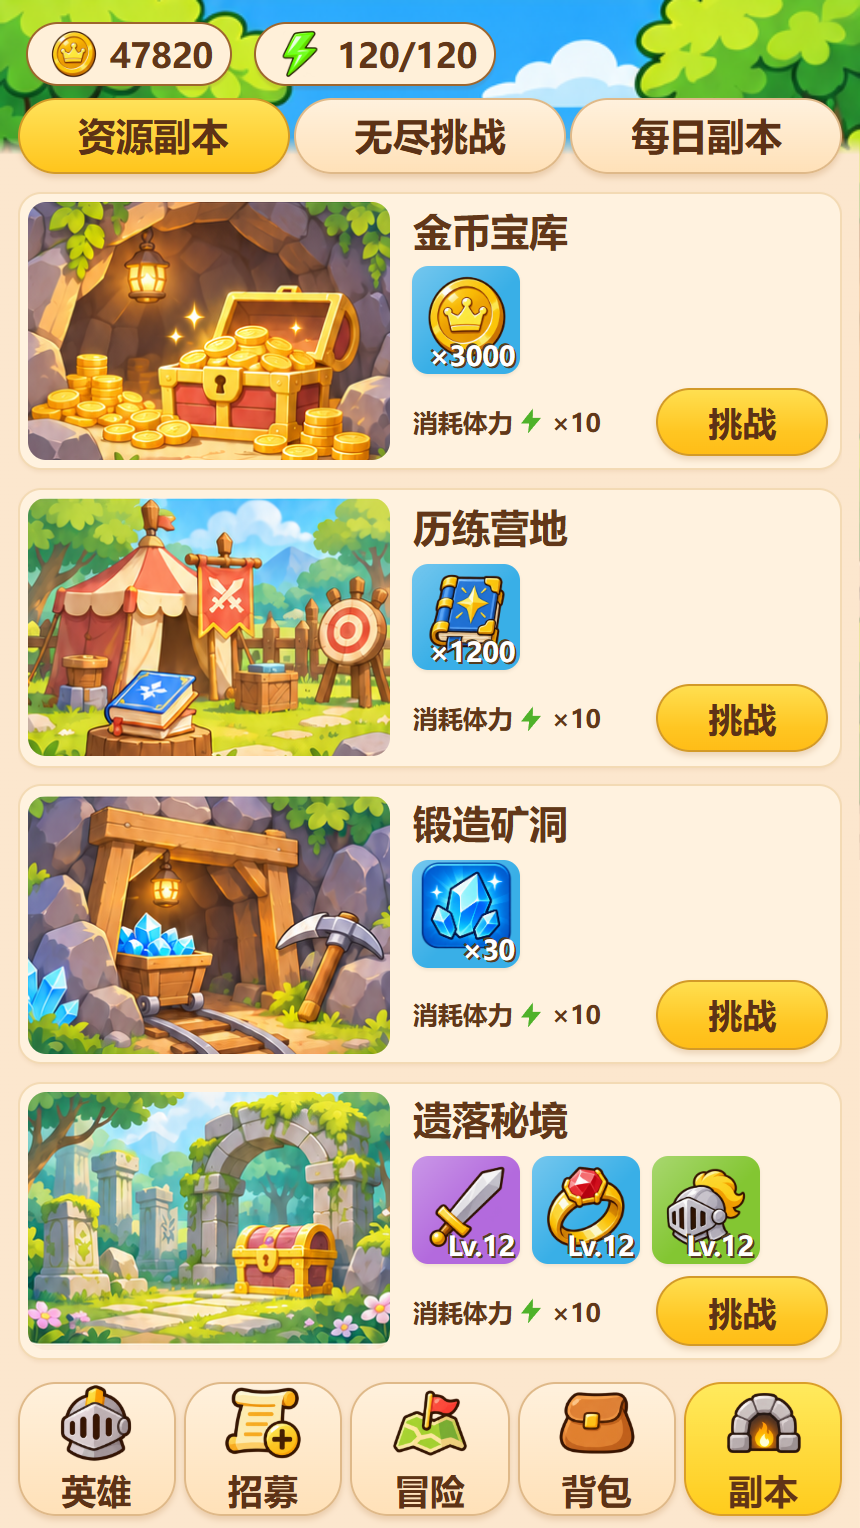 47820 120/120
资源副本 无尽挑战 每日副本
金币宝库
×3000
消耗体力 ×10 挑战
历练营地
×1200
消耗体力 ×10 挑战
锻造矿洞
×30
消耗体力 ×10 挑战
遗落秘境
Lv.12 Lv.12 Lv.12
消耗体力 ×10 挑战
英雄 招募 冒险 背包 副本